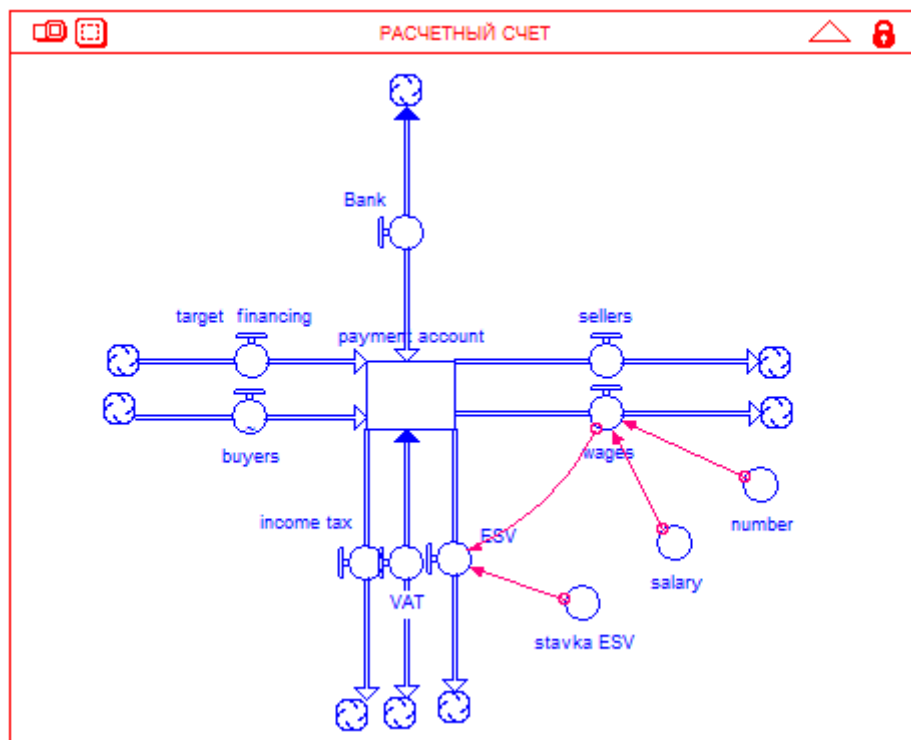 РАСЧЕТНЫЙ СЧЕТ
Bank
target financing
sellers
payment account
buyers
wages
number
income tax
ESV
salary
VAT
stavka ESV